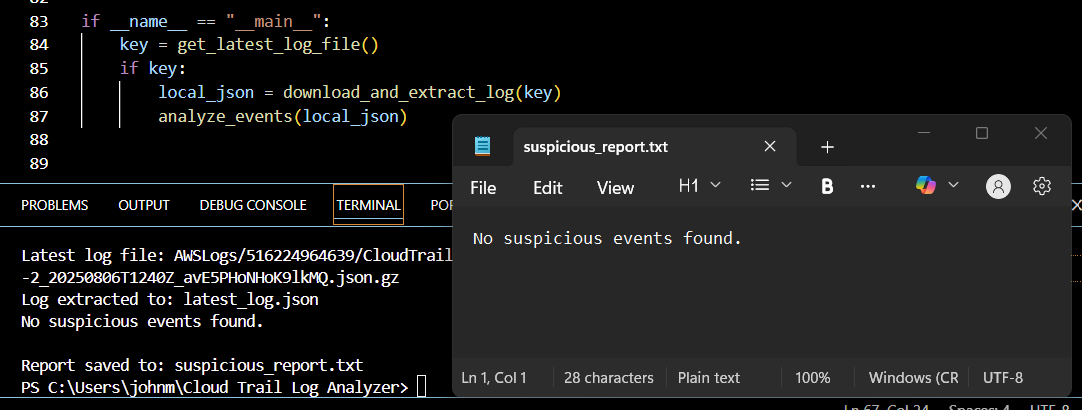 82
83 if __name__ == "__main__":
84 key = get_latest_log_file()
85 if key:
86 local_json = download_and_extract_log(key)
87 analyze_events(local_json)
88
89
suspicious_report.txt
File Edit View H1 B ...
No suspicious events found.
Ln 1, Col 1 28 characters Plain text 100% Windows (CR UTF-8
PROBLEMS OUTPUT DEBUG CONSOLE TERMINAL POR
Latest log file: AWSLogs/516224964639/CloudTrail
-2_20250806T1240Z_avE5PHoNHoK9lkMQ.json.gz
Log extracted to: latest_log.json
No suspicious events found.
Report saved to: suspicious_report.txt
PS C:\Users\johnm\Cloud Trail Log Analyzer>
Ln 67, Col 24 Spaces: 4 UTF-8